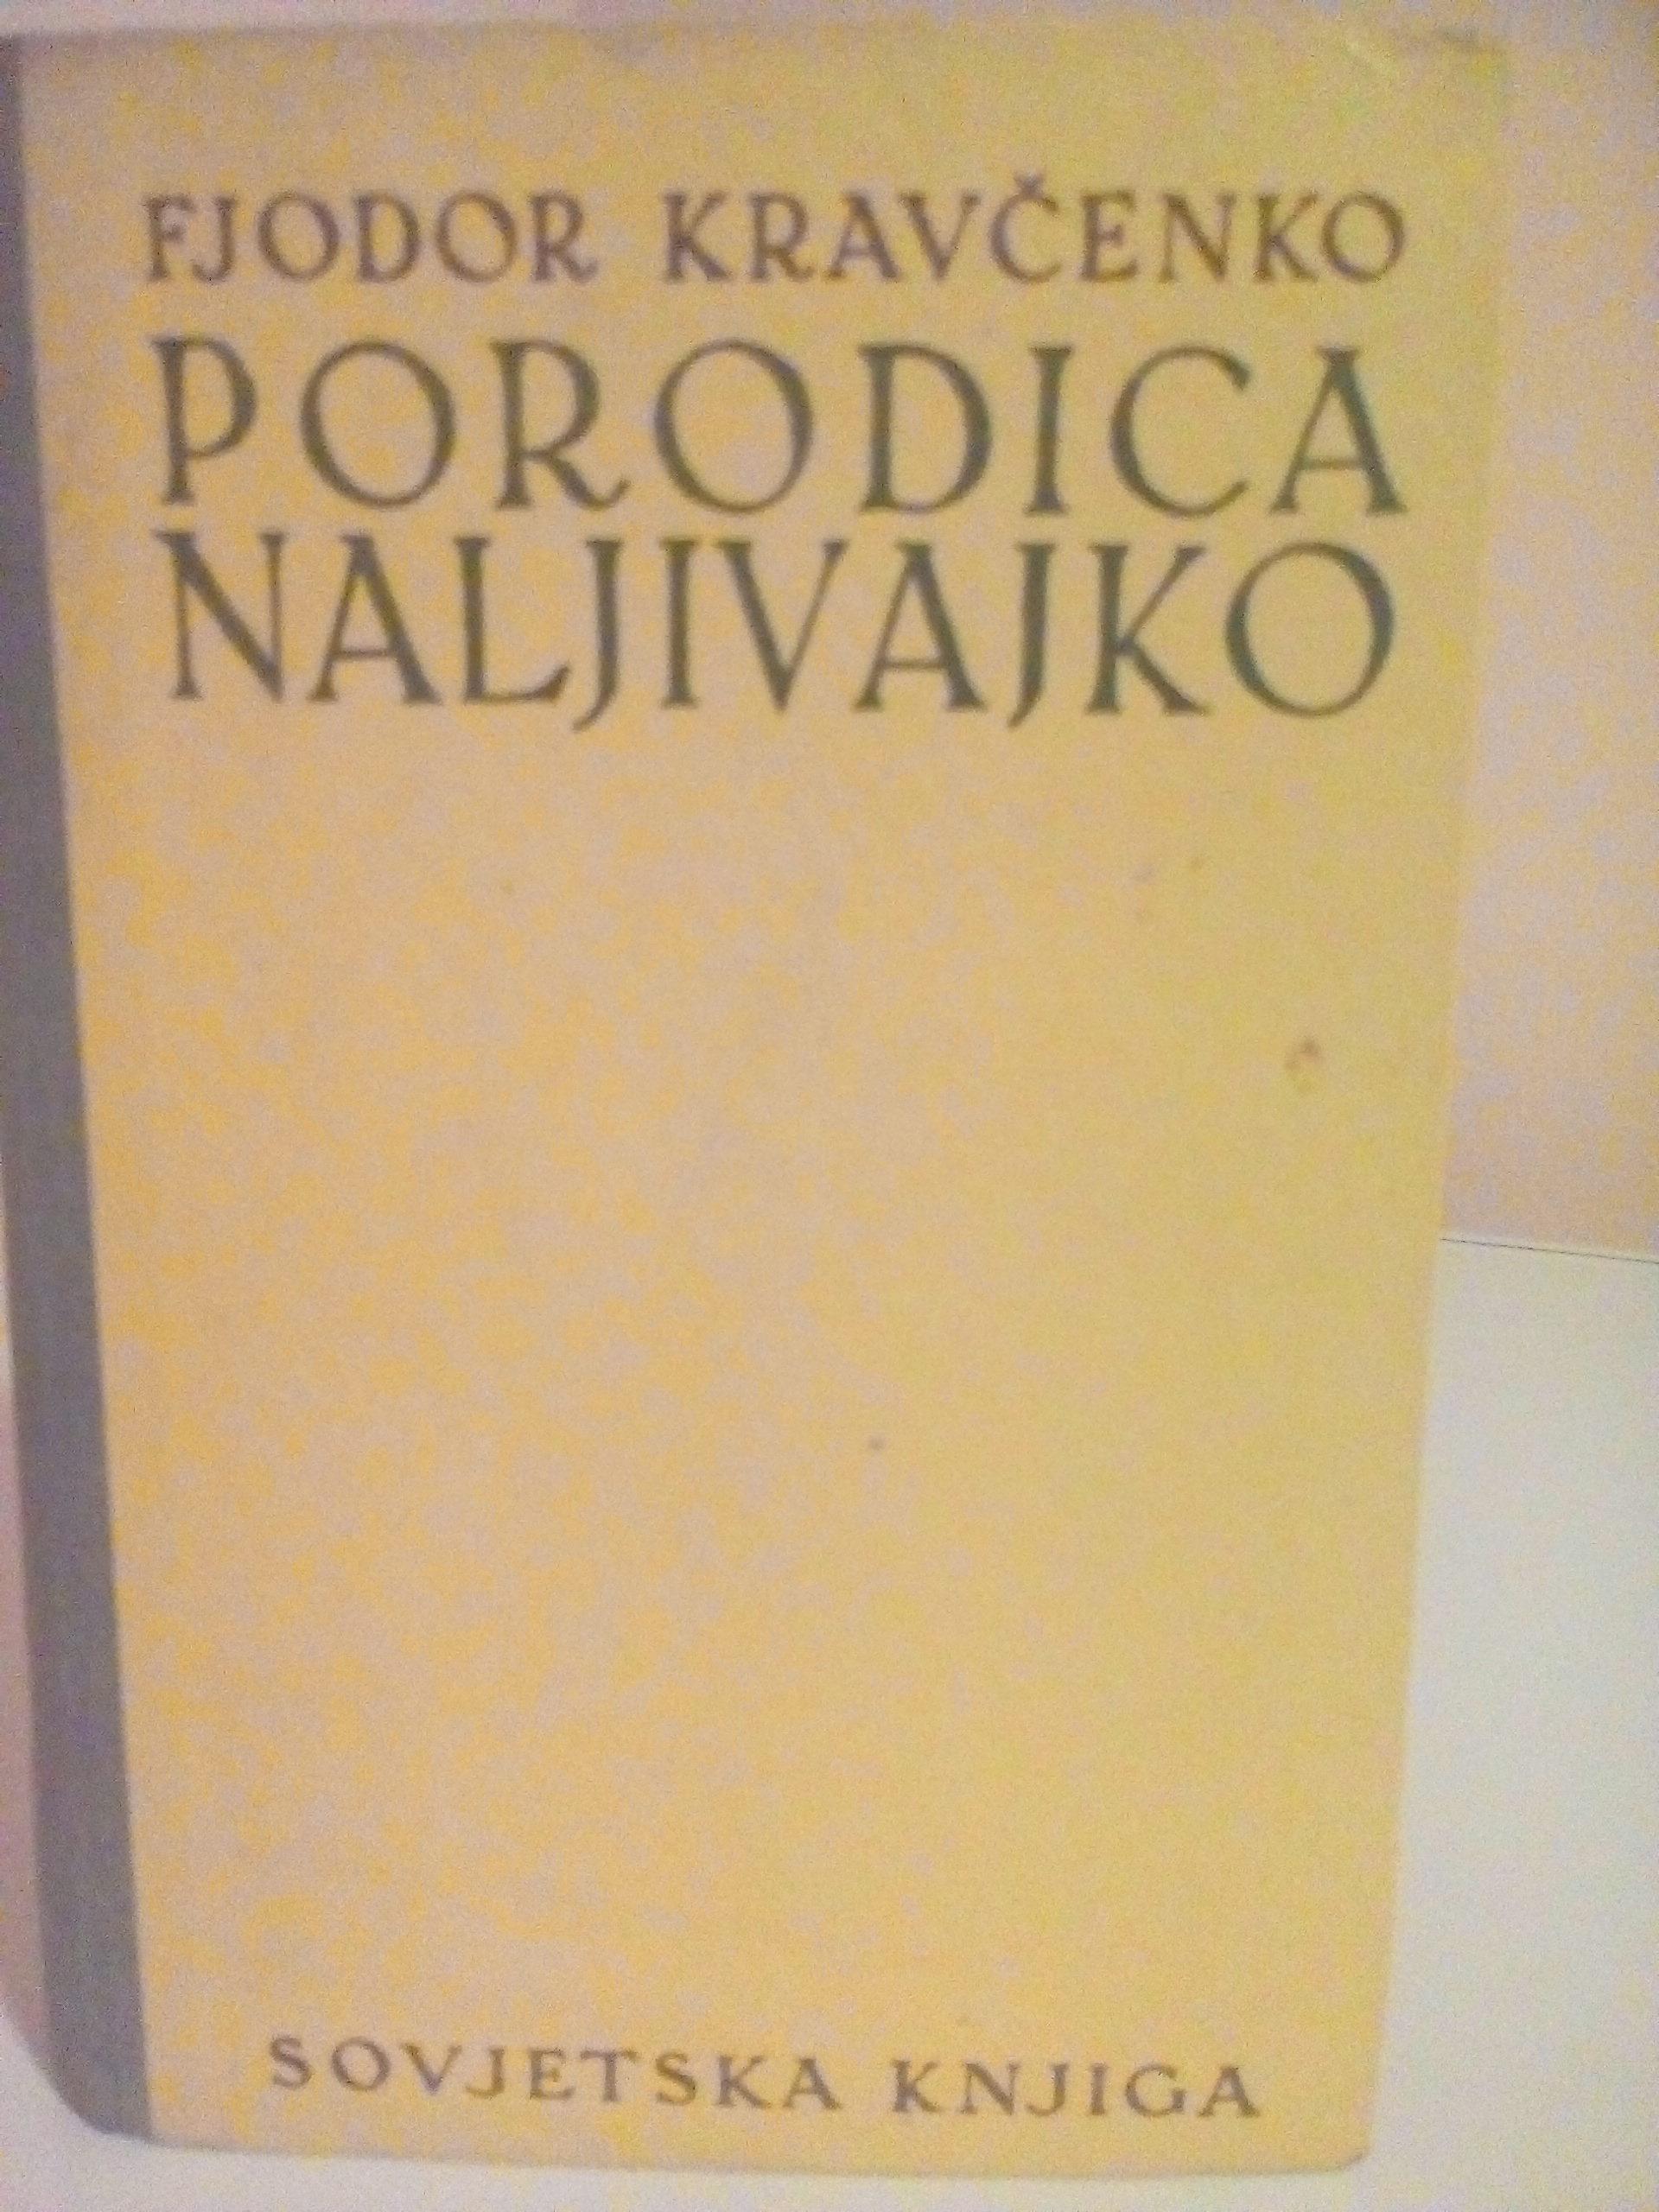 FJODOR KRAVČENKO
PORODICA
NALJIVAJKO
SOVJETSKA KNJIGA